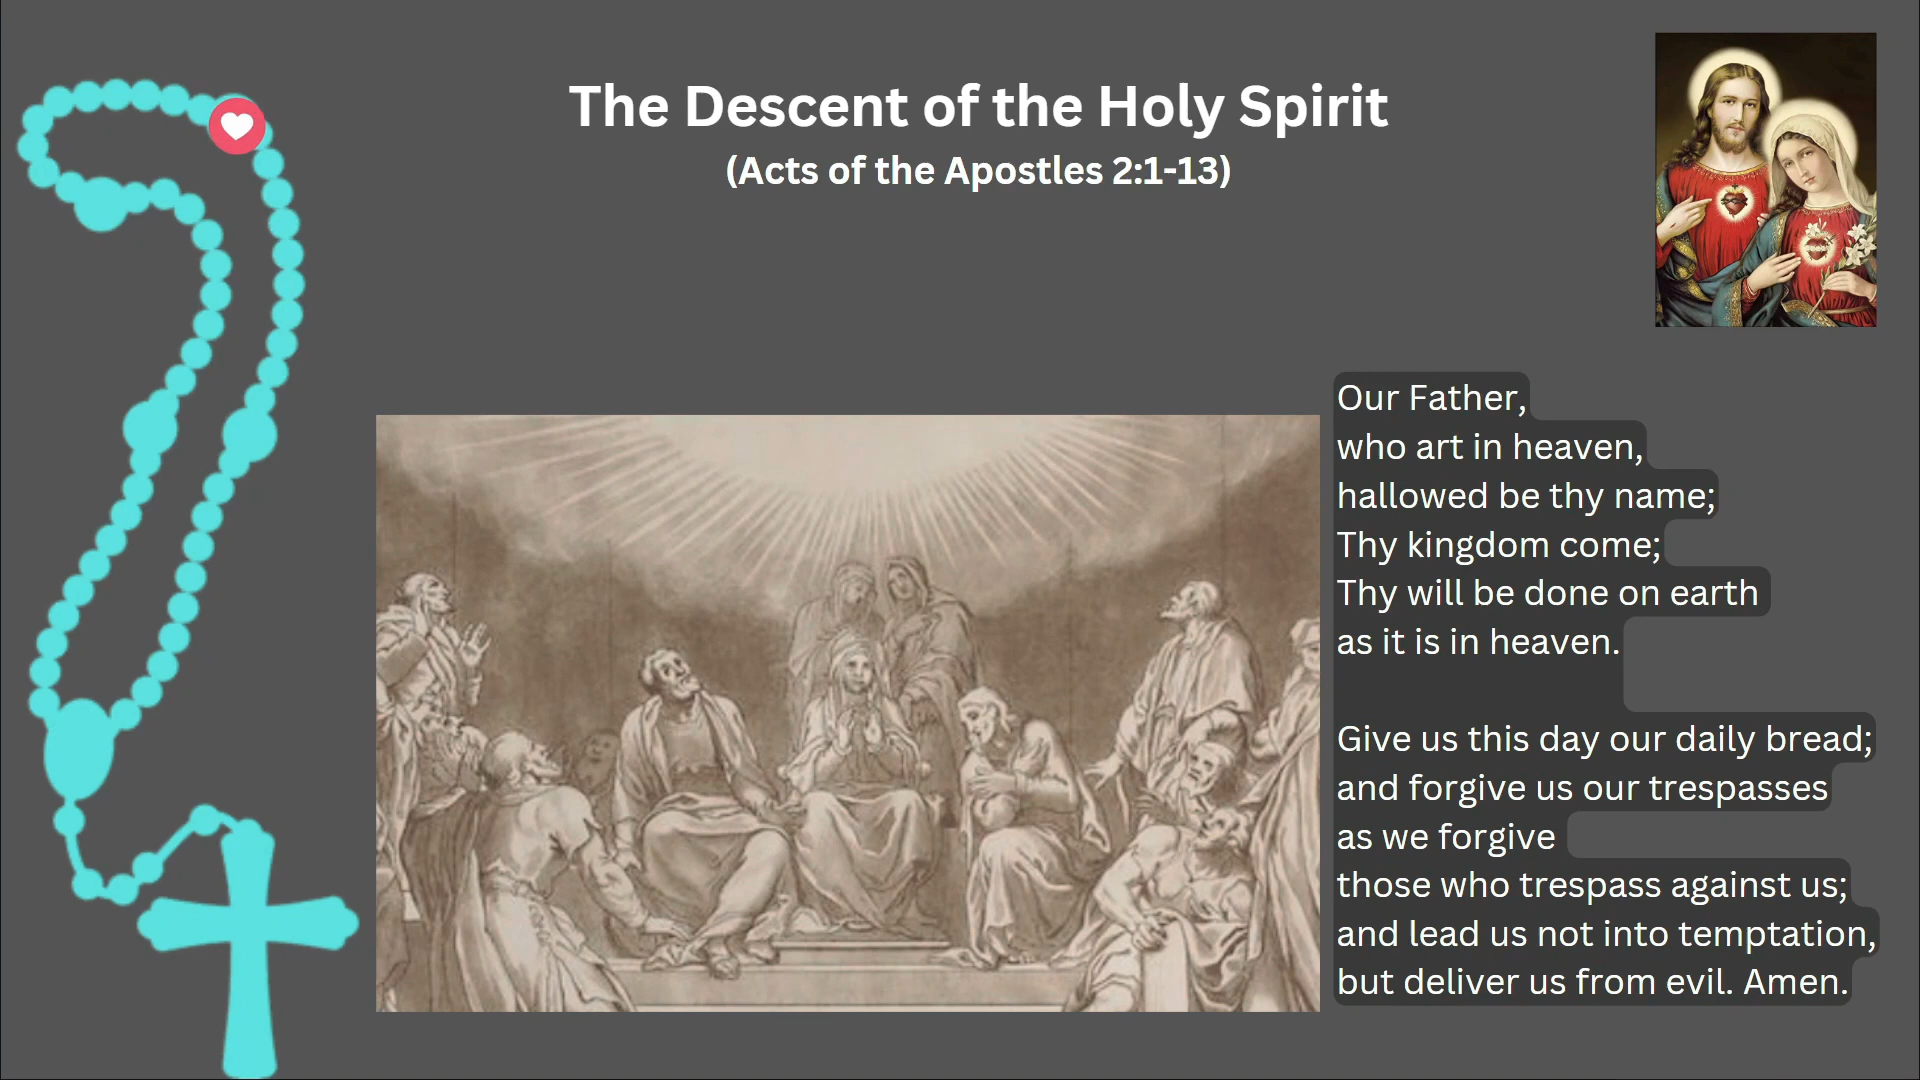 The Descent of the Holy Spirit
(Acts of the Apostles 2:1-13)
Our Father,
who art in heaven,
hallowed be thy name;
Thy kingdom come;
Thy will be done on earth
as it is in heaven.
Give us this day our daily bread;
and forgive us our trespasses
as we forgive
those who trespass against us;
and lead us not into temptation,
but deliver us from evil. Amen.